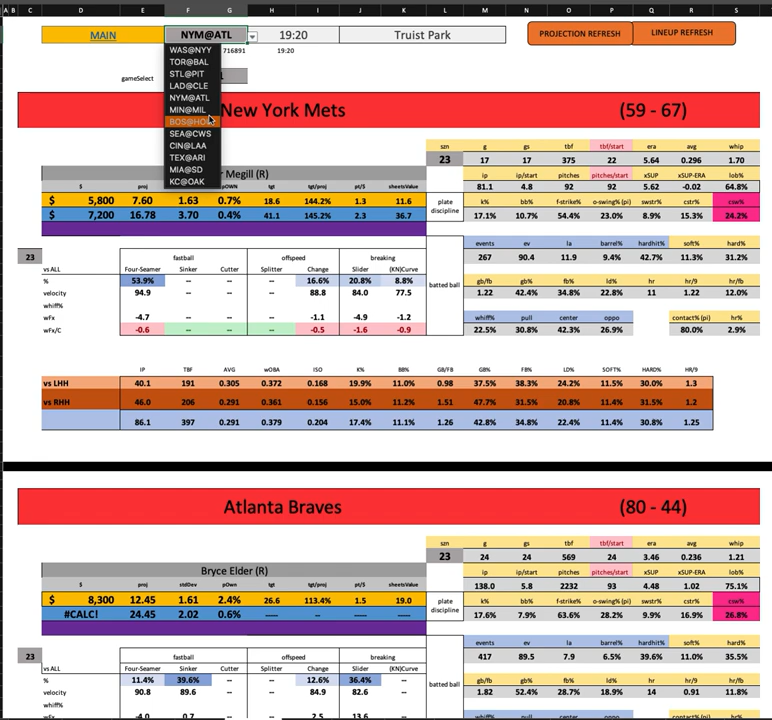 A B C D E F G H I J K L M N O P Q R S
MAIN NYM@ATL 19:20 Truist Park PROJECTION REFRESH LINEUP REFRESH
WAS@NYY 716891 19:20
TOR@BAL
STL@PIT
gameSelect
LAD@CLE
NYM@ATL
MIN@MIL
BOS@HOU
SEA@CWS
CIN@LAA
TEX@ARI
MIA@SD
KC@OAK
New York Mets (59 - 67)
szn g gs tbf tbf/start era avg whip
23 17 17 375 22 5.64 0.296 1.70
Megill (R) ip ip/start pitches pitches/start xSUP xSUP-ERA lob%
$ proj pOWN tgt tgt/proj pt/$ sheetsValue 81.1 4.8 92 92 5.62 -0.02 64.8%
$ 5,800 7.60 1.63 0.7% 18.6 144.2% 1.3 11.6 plate discipline k% bb% f-strike% o-swing% (pi) swstr% cstr% csw%
$ 7,200 16.78 3.70 0.4% 41.1 145.2% 2.3 36.7 17.1% 10.7% 54.4% 23.0% 8.9% 15.3% 24.2%
events ev la barrel% hardhit% soft% hard%
23 fastball offspeed breaking 267 90.4 11.9 9.4% 42.7% 11.3% 31.2%
vs ALL Four-Seamer Sinker Cutter Splitter Change Slider (KN)Curve batted ball
% 53.9% -- -- -- 16.6% 20.8% 8.8% gb/fb gb% fb% ld% hr hr/9 hr/fb
velocity 94.9 -- -- -- 88.8 84.0 77.5 1.22 42.4% 34.8% 22.8% 11 1.22 12.0%
whiff%
wFx -4.7 -- -- -- -1.1 -4.9 -1.2 whiff% pull center oppo contact% (pi) hr%
wFx/C -0.6 -- -- -- -0.5 -1.6 -0.9 22.5% 30.8% 42.3% 26.9% 80.0% 2.9%
IP TBF AVG wOBA ISO K% BB% GB/FB GB% FB% LD% SOFT% HARD% HR/9
vs LHH 40.1 191 0.305 0.372 0.168 19.9% 11.0% 0.98 37.5% 38.3% 24.2% 11.5% 30.0% 1.3
vs RHH 46.0 206 0.291 0.361 0.156 15.0% 11.2% 1.51 47.7% 31.5% 20.8% 11.4% 31.5% 1.2
86.1 397 0.291 0.379 0.204 17.4% 11.1% 1.26 42.8% 34.8% 22.4% 11.4% 30.8% 1.25
Atlanta Braves (80 - 44)
szn g gs tbf tbf/start era avg whip
23 24 24 569 24 3.46 0.236 1.21
Bryce Elder (R) ip ip/start pitches pitches/start xSUP xSUP-ERA lob%
$ proj stdDev pOwn tgt tgt/proj pt/$ sheetsValue 138.0 5.8 2232 93 4.48 1.02 75.1%
$ 8,300 12.45 1.61 2.4% 26.6 113.4% 1.5 19.0 plate discipline k% bb% f-strike% o-swing% (pi) swstr% cstr% csw%
#CALC! 24.45 2.02 0.6% ---- ---- -- ---- 17.6% 7.9% 63.6% 28.2% 9.9% 16.9% 26.8%
events ev la barrel% hardhit% soft% hard%
23 fastball offspeed breaking 417 89.5 7.9 6.5% 39.6% 11.0% 35.5%
vs ALL Four-Seamer Sinker Cutter Splitter Change Slider (KN)Curve batted ball
% 11.4% 39.6% -- -- 12.6% 36.4% -- gb/fb gb% fb% ld% hr hr/9 hr/fb
velocity 90.8 89.6 -- -- 84.9 82.6 -- 1.82 52.4% 28.7% 18.9% 14 0.91 11.8%
whiff%
wFx -4.0 0.7 -- -- 2.5 13.6 -- whiff% pull center oppo contact% (pi) hr%